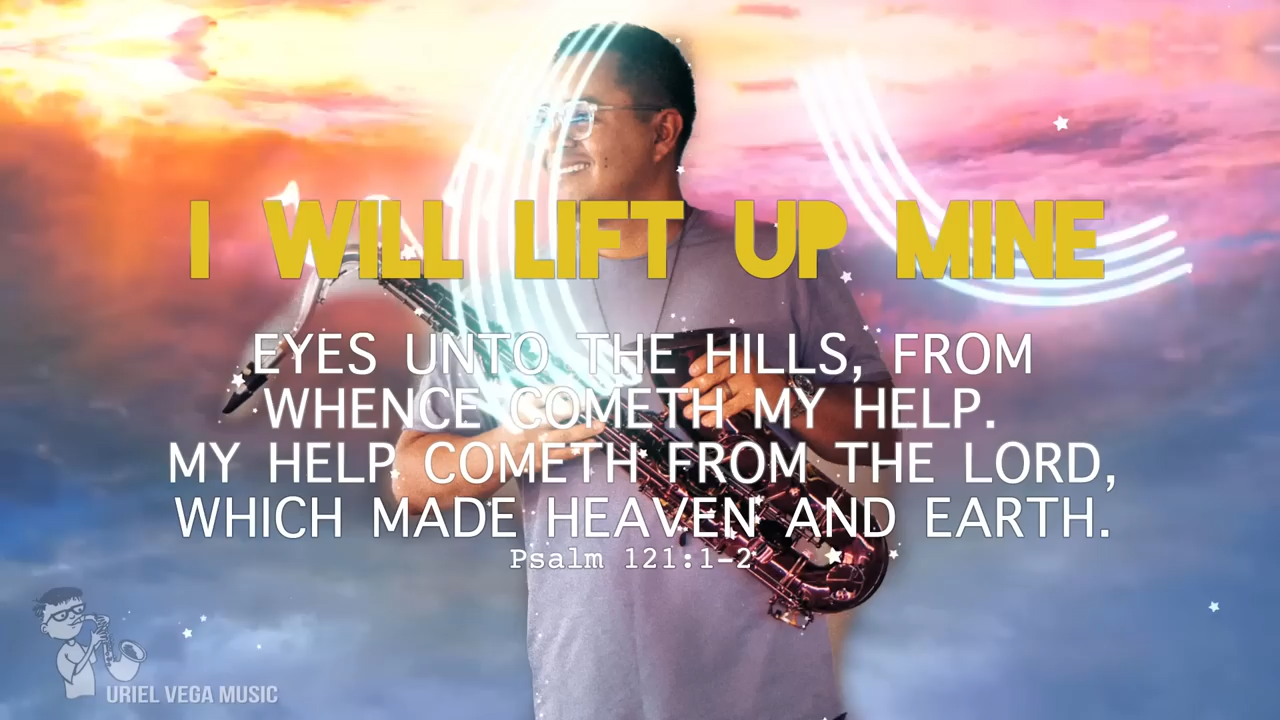 I WILL LIFT UP MINE
EYES UNTO THE HILLS, FROM
WHENCE COMETH MY HELP.
MY HELP COMETH FROM THE LORD,
WHICH MADE HEAVEN AND EARTH.
Psalm 121:1-2
URIEL VEGA MUSIC